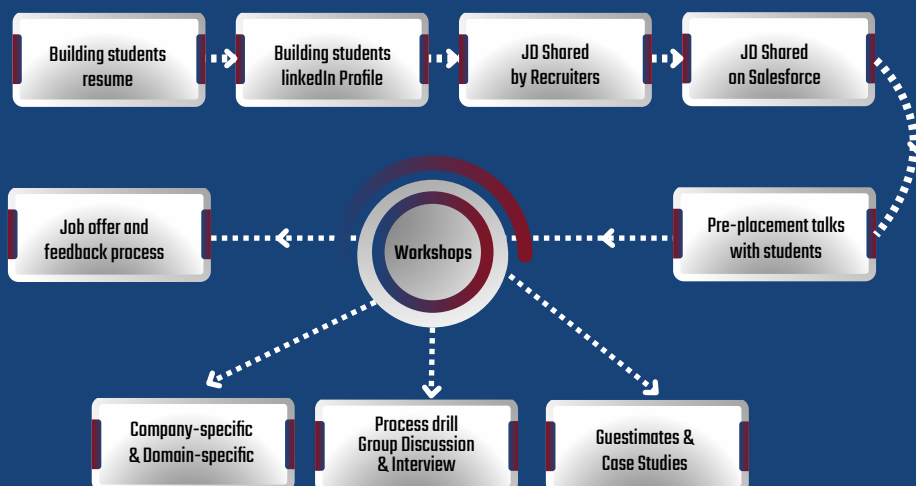 Building students
resume
Building students
linkedIn Profile
JD Shared
by Recruiters
JD Shared
on Salesforce
Pre-placement talks
with students
Workshops
Job offer and
feedback process
Company-specific
& Domain-specific
Process drill
Group Discussion
& Interview
Guestimates &
Case Studies